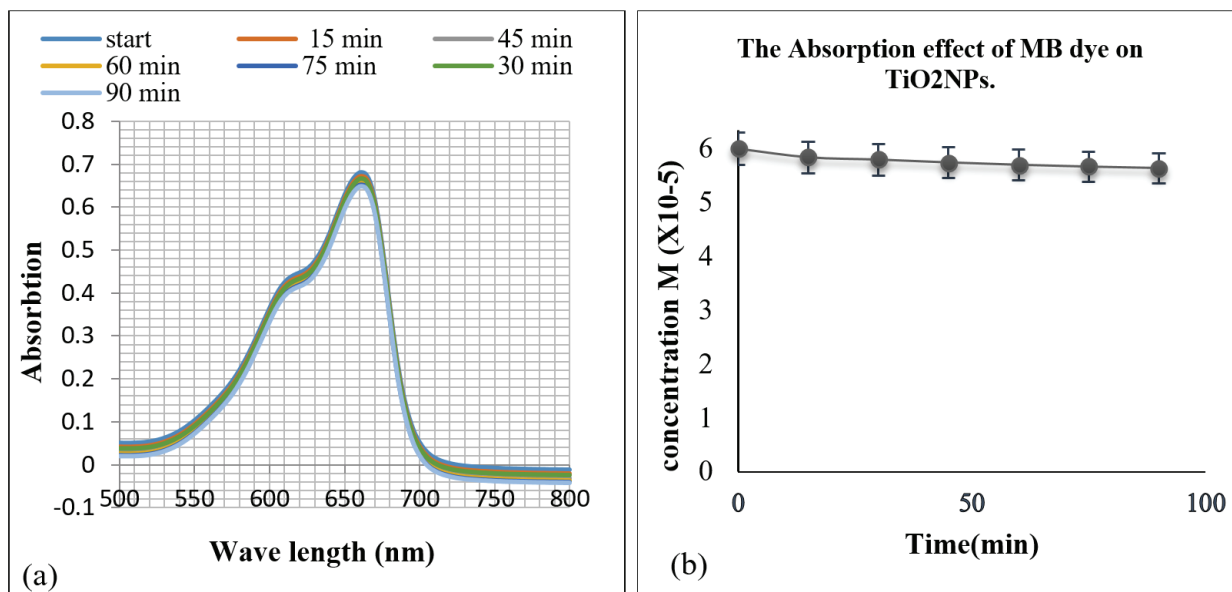 start 15 min 45 min
60 min 75 min 30 min
90 min
0.8
0.7
0.6
0.5
0.4
0.3
0.2
0.1
0
-0.1
500 550 600 650 700 750 800
Absorbtion
Wave length (nm)
(a)
The Absorption effect of MB dye on
TiO2NPs.
6
5
4
3
2
1
0
0 50 100
concentration M (X10-5)
Time(min)
(b)